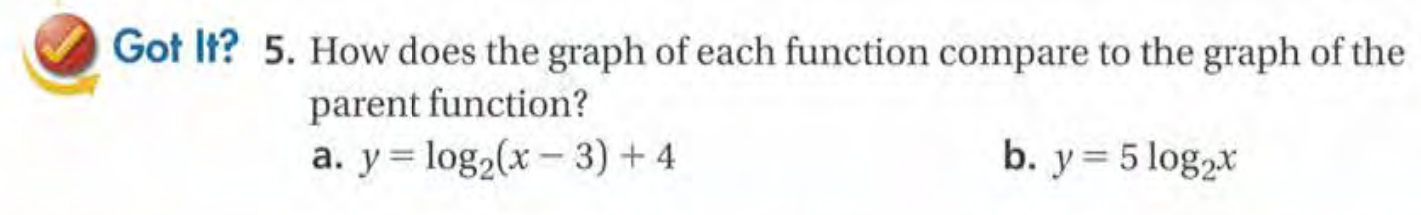 Got It? 5. How does the graph of each function compare to the graph of the
parent function?
a. y = log₂(x − 3) + 4 b. y = 5 log₂x